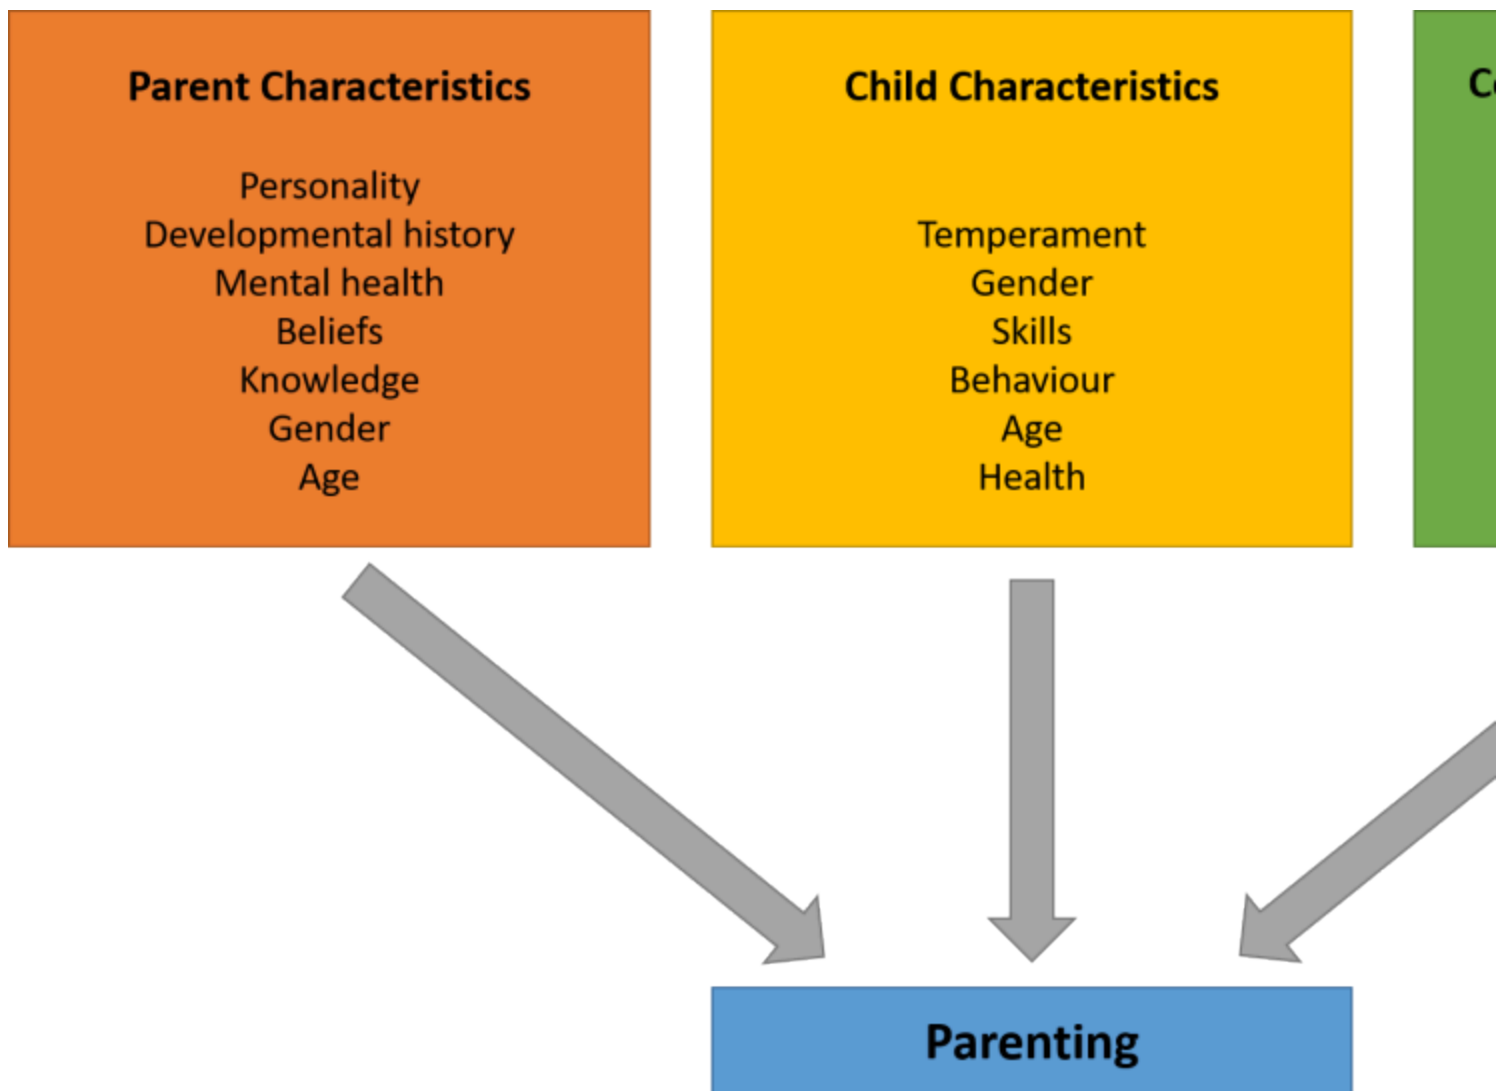 Parent Characteristics
Personality
Developmental history
Mental health
Beliefs
Knowledge
Gender
Age
Child Characteristics
Temperament
Gender
Skills
Behaviour
Age
Health
Parenting